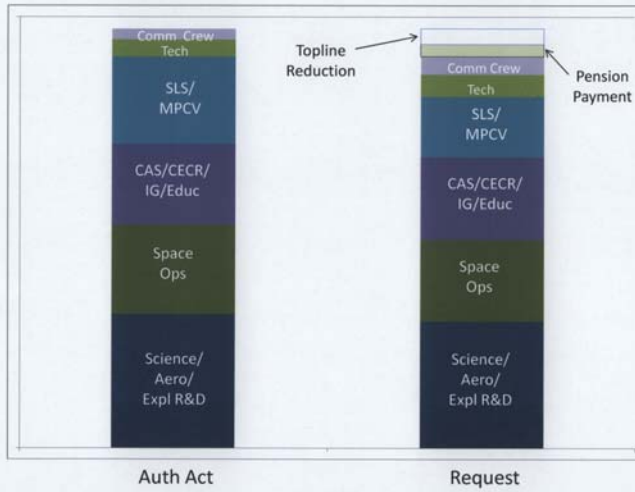 Comm Crew
Tech
SLS/
MPCV
CAS/CECR/
IG/Educ
Space
Ops
Science/
Aero/
Expl R&D
Auth Act
Topline
Reduction
Pension
Payment
Comm Crew
Tech
SLS/
MPCV
CAS/CECR/
IG/Educ
Space
Ops
Science/
Aero/
Expl R&D
Request